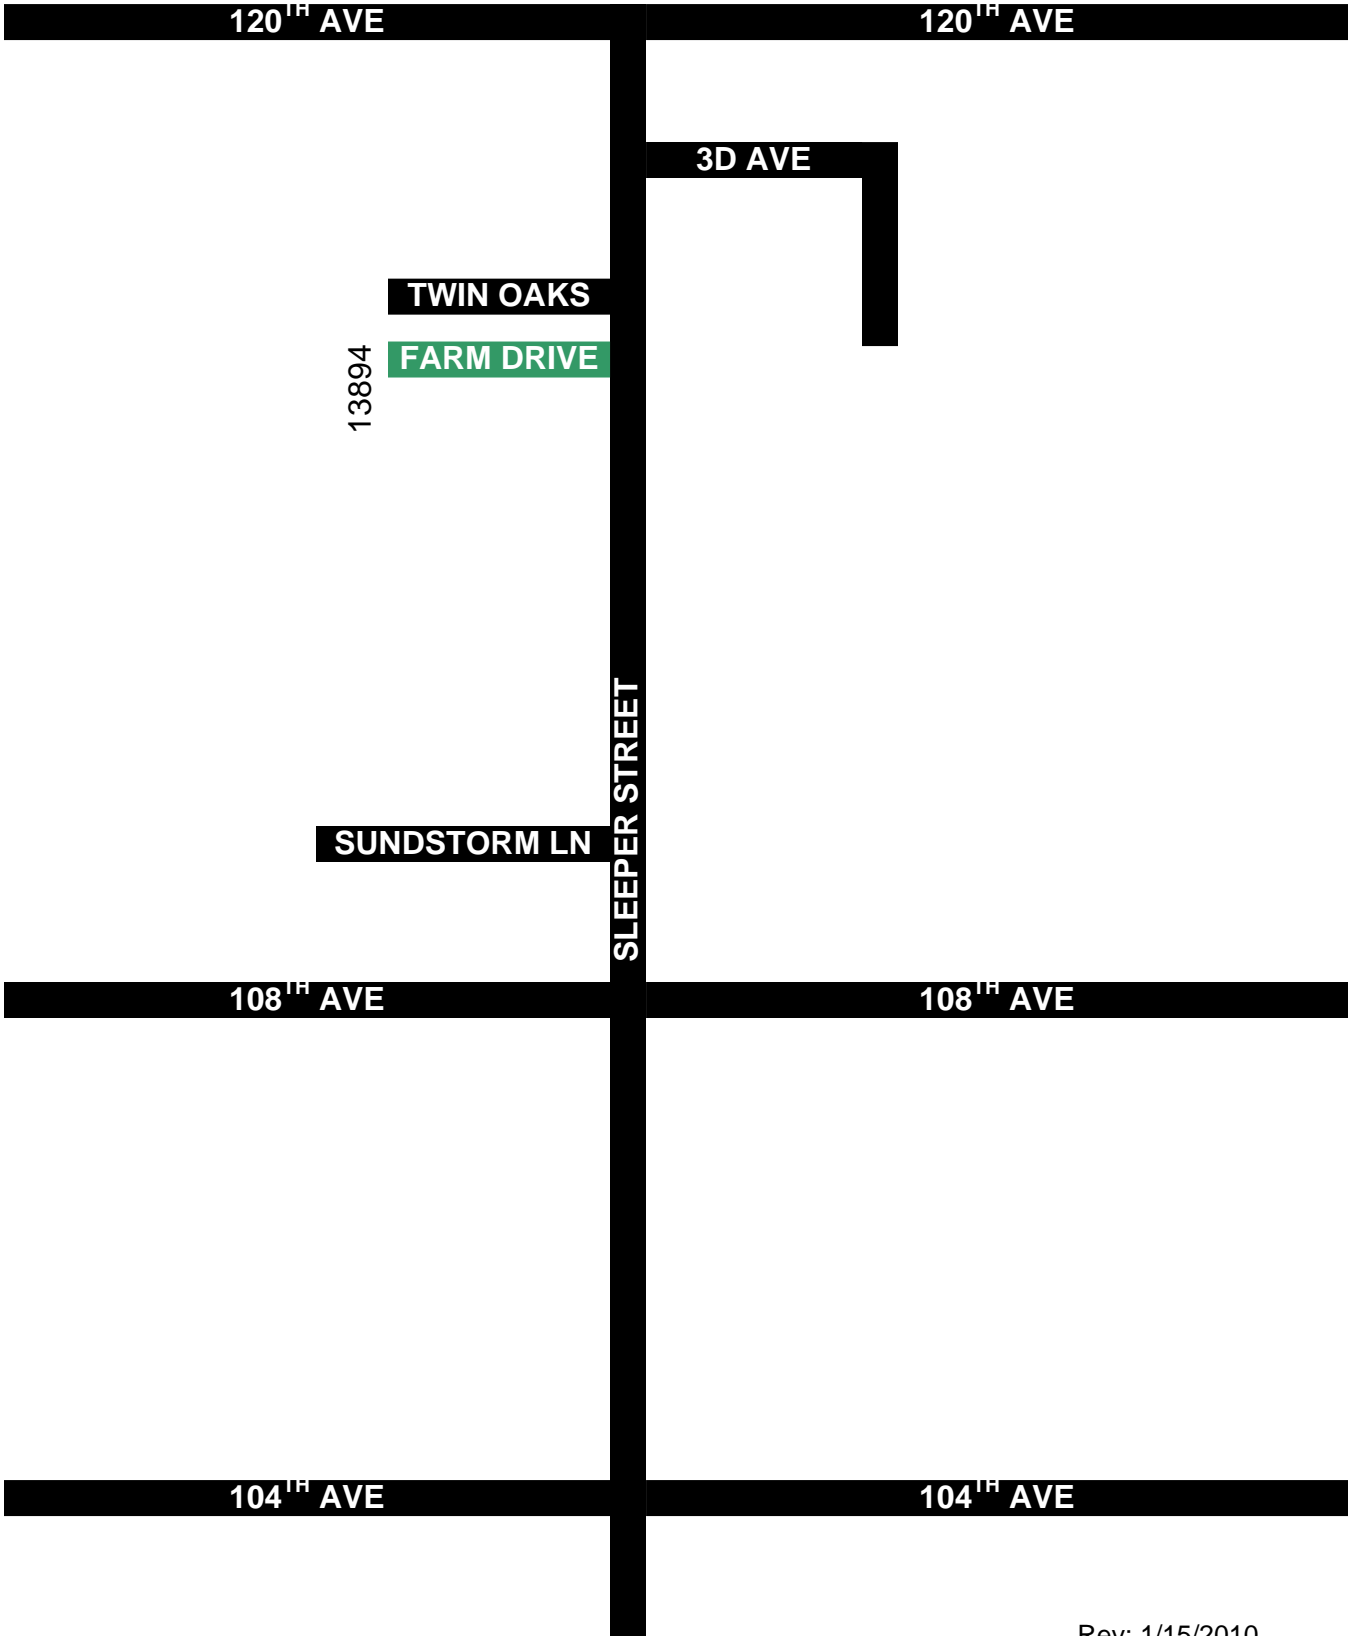 120TH AVE
120TH AVE
3D AVE
TWIN OAKS
FARM DRIVE
13894
SLEEPER STREET
SUNDSTORM LN
108TH AVE
108TH AVE
104TH AVE
104TH AVE
Rev: 1/15/2010